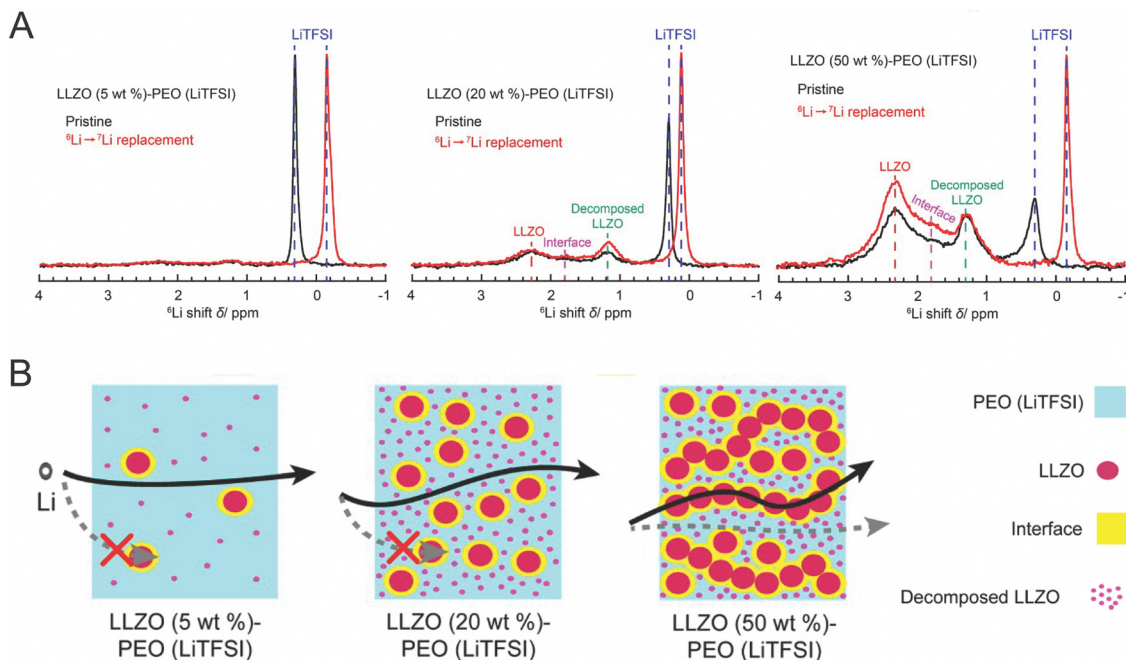 A
LiTFSI
LLZO (5 wt %)-PEO (LiTFSI)
Pristine
⁶Li→⁷Li replacement
4 3 2 1 0 -1
⁶Li shift δ/ ppm
LiTFSI
LLZO (20 wt %)-PEO (LiTFSI)
Pristine
⁶Li→⁷Li replacement
LLZO
Interface
Decomposed
LLZO
4 3 2 1 0 -1
⁶Li shift δ/ ppm
LiTFSI
LLZO (50 wt %)-PEO (LiTFSI)
Pristine
⁶Li→⁷Li replacement
LLZO
Interface
Decomposed
LLZO
4 3 2 1 0 -1
⁶Li shift δ/ ppm
B
Li
LLZO (5 wt %)-
PEO (LiTFSI)
LLZO (20 wt %)-
PEO (LiTFSI)
LLZO (50 wt %)-
PEO (LiTFSI)
PEO (LiTFSI)
LLZO
Interface
Decomposed LLZO